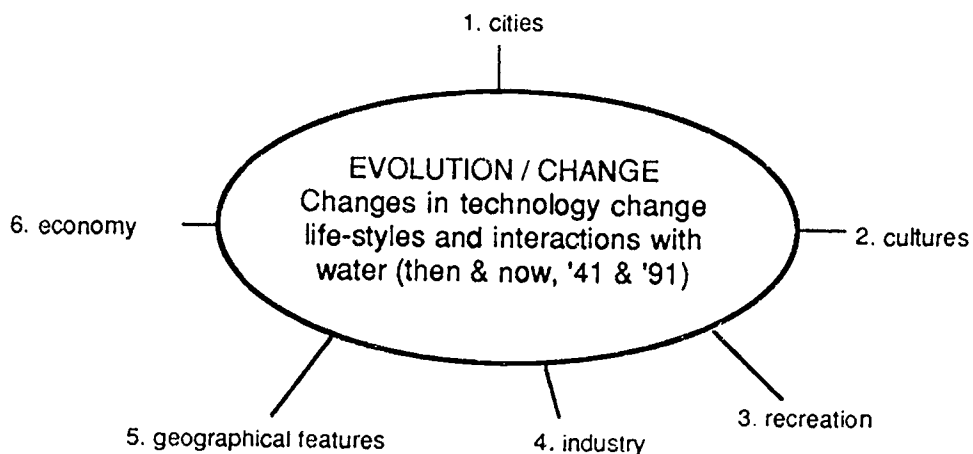 1. cities
EVOLUTION / CHANGE
Changes in technology change
life-styles and interactions with
water (then & now, '41 & '91)
6. economy
2. cultures
3. recreation
4. industry
5. geographical features